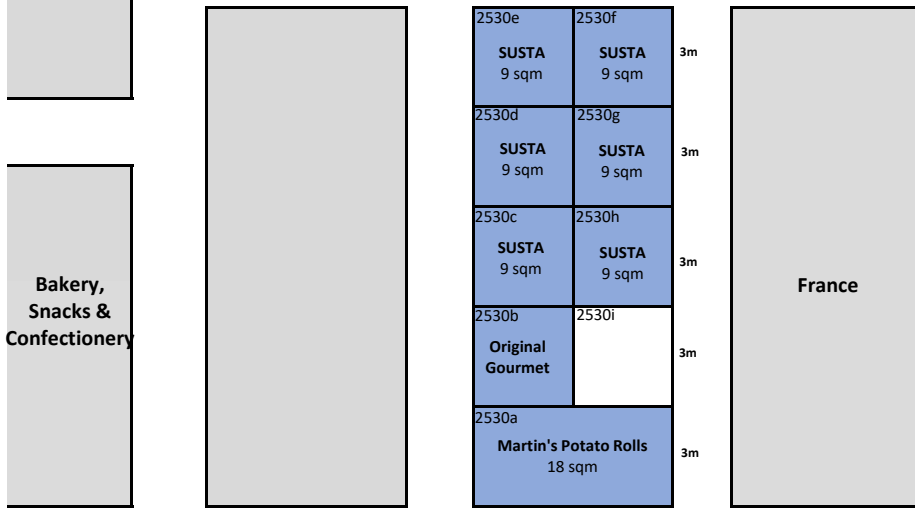 2530e
SUSTA
9 sqm
2530f
SUSTA
9 sqm
3m
2530d
SUSTA
9 sqm
2530g
SUSTA
9 sqm
3m
2530c
SUSTA
9 sqm
2530h
SUSTA
9 sqm
3m
Bakery,
Snacks &
Confectionery
France
2530b
Original
Gourmet
2530i
3m
2530a
Martin's Potato Rolls
18 sqm
3m